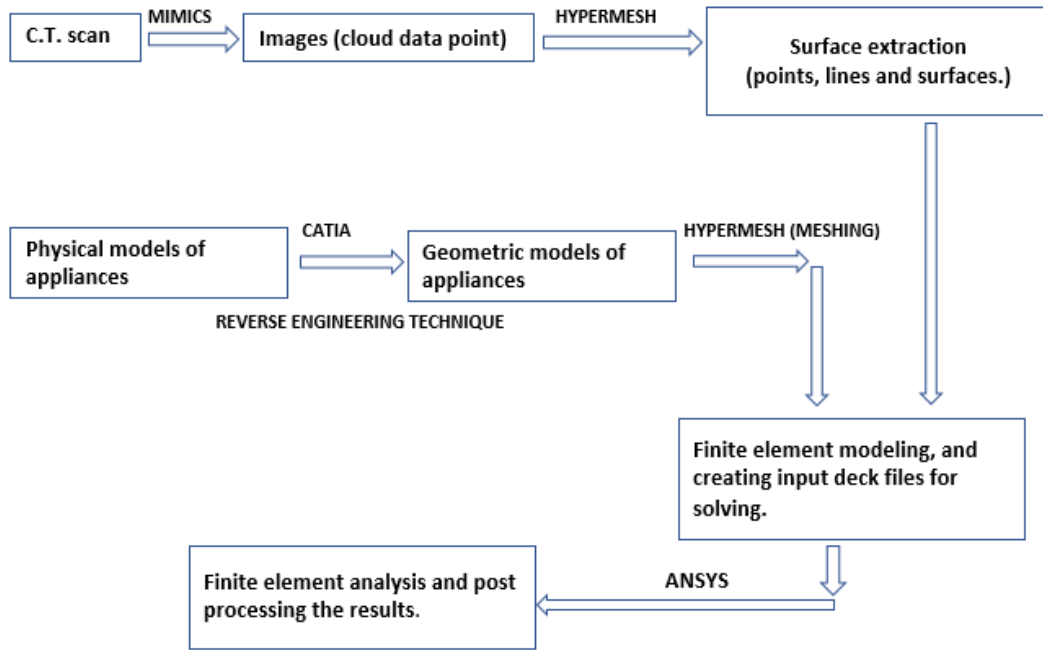 C.T. scan
MIMICS
Images (cloud data point)
HYPERMESH
Surface extraction
(points, lines and surfaces.)
Physical models of
appliances
CATIA
Geometric models of
appliances
HYPERMESH (MESHING)
REVERSE ENGINEERING TECHNIQUE
Finite element modeling, and
creating input deck files for
solving.
ANSYS
Finite element analysis and post
processing the results.